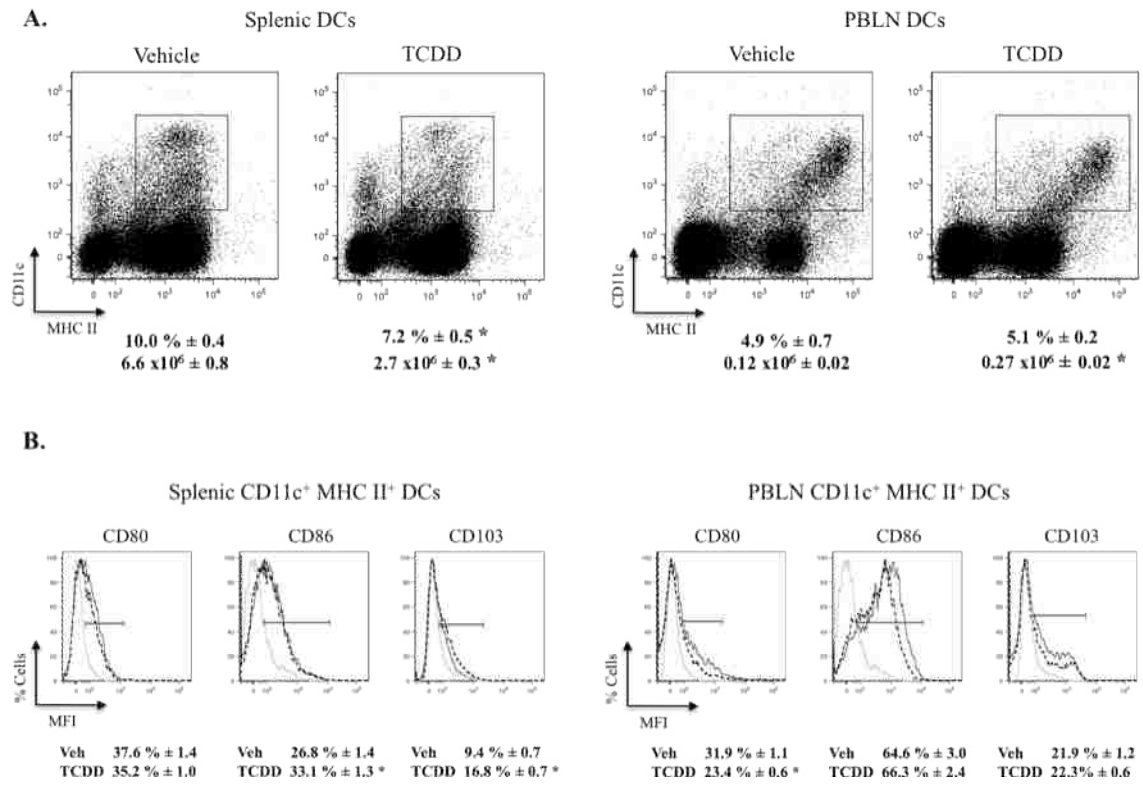 A.
Splenic DCs
PBLN DCs
Vehicle
TCDD
Vehicle
TCDD
CD11c
MHC II
CD11c
MHC II
10.0 % ± 0.4
6.6 x10⁶ ± 0.8
7.2 % ± 0.5 *
2.7 x10⁶ ± 0.3 *
4.9 % ± 0.7
0.12 x10⁶ ± 0.02
5.1 % ± 0.2
0.27 x10⁶ ± 0.02 *
B.
Splenic CD11c⁺ MHC II⁺ DCs
PBLN CD11c⁺ MHC II⁺ DCs
CD80
CD86
CD103
CD80
CD86
CD103
% Cells
MFI
% Cells
MFI
Veh 37.6 % ± 1.4
TCDD 35.2 % ± 1.0
Veh 26.8 % ± 1.4
TCDD 33.1 % ± 1.3 *
Veh 9.4 % ± 0.7
TCDD 16.8 % ± 0.7 *
Veh 31.9 % ± 1.1
TCDD 23.4 % ± 0.6 *
Veh 64.6 % ± 3.0
TCDD 66.3 % ± 2.4
Veh 21.9 % ± 1.2
TCDD 22.3% ± 0.6